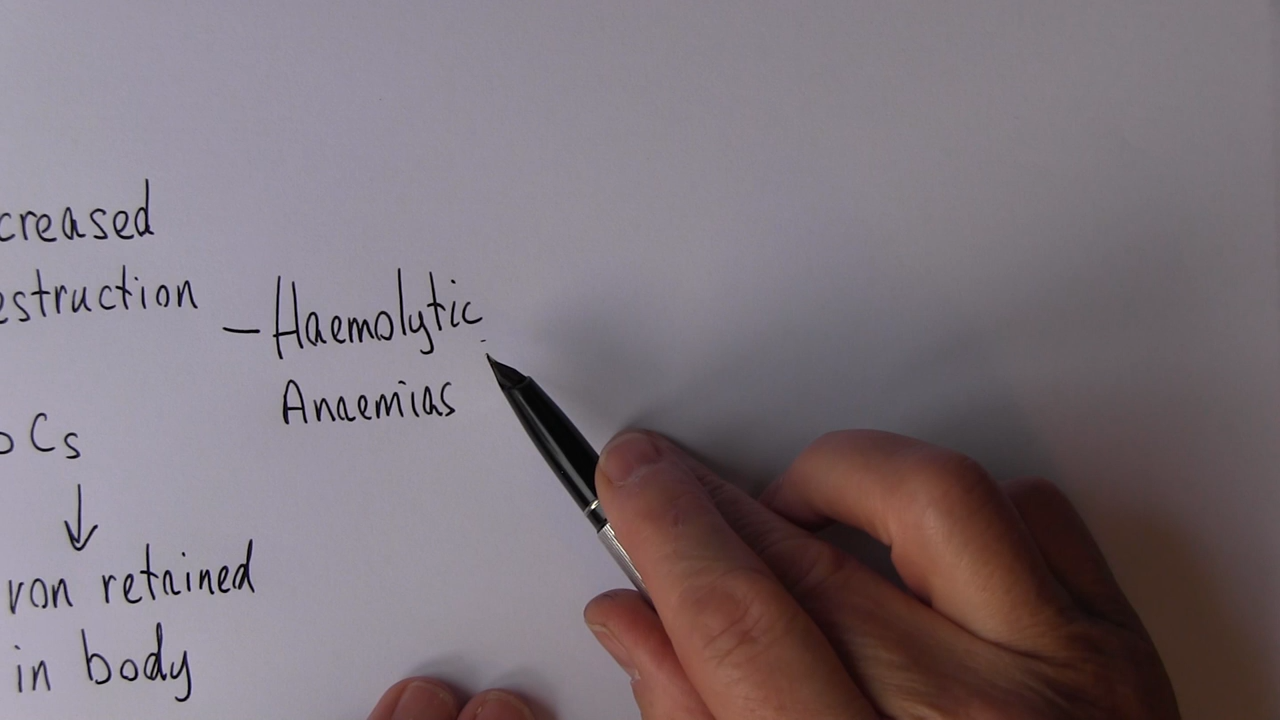 creased
estruction
– Haemolytic
Anaemias
Cs
↓
ron retained
in body